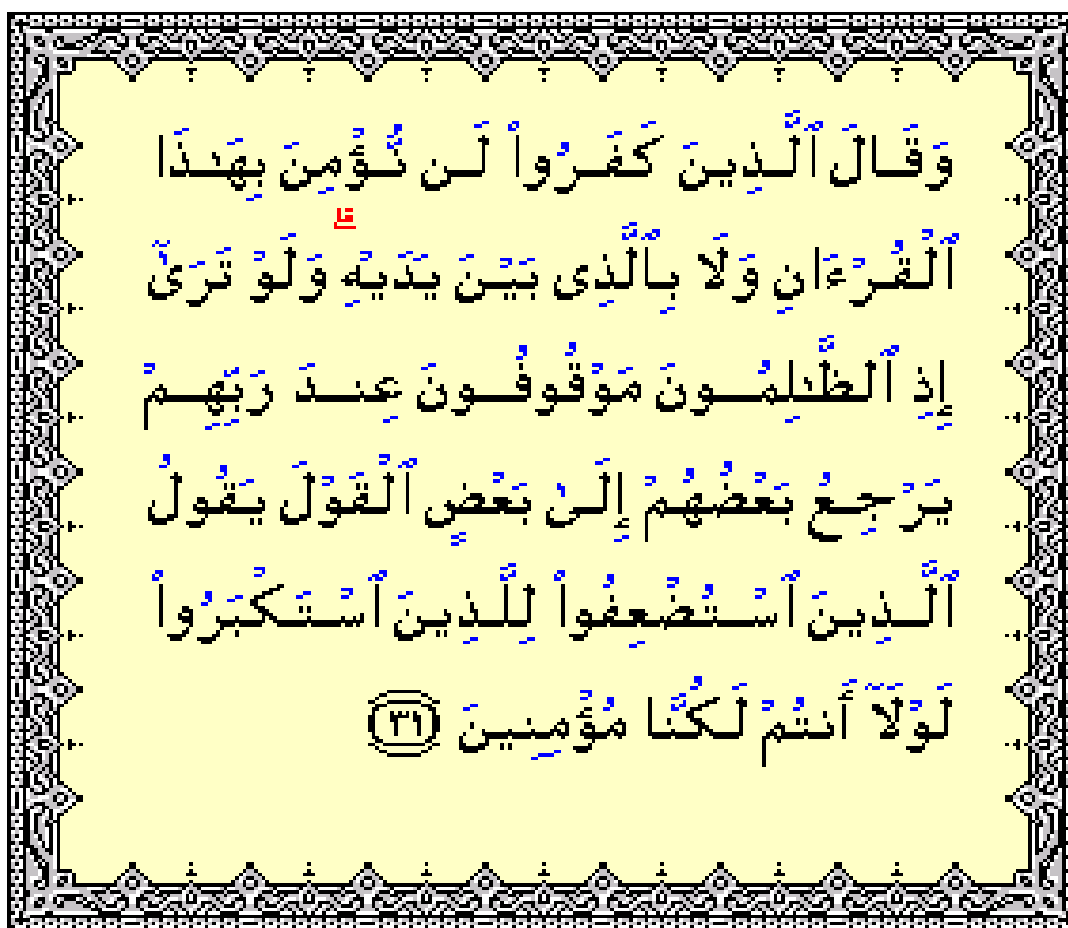 وَقَالَ ٱلَّذِينَ كَفَرُوا۟ لَن نُّؤْمِنَ بِهَـٰذَا
ٱلْقُرْءَانِ وَلَا بِٱلَّذِى بَيْنَ يَدَيْهِ ۗ وَلَوْ تَرَىٰٓ
إِذِ ٱلظَّـٰلِمُونَ مَوْقُوفُونَ عِندَ رَبِّهِمْ
يَرْجِعُ بَعْضُهُمْ إِلَىٰ بَعْضٍ ٱلْقَوْلَ يَقُولُ
ٱلَّذِينَ ٱسْتُضْعِفُوا۟ لِلَّذِينَ ٱسْتَكْبَرُوا۟
لَوْلَآ أَنتُمْ لَكُنَّا مُؤْمِنِينَ ٣١